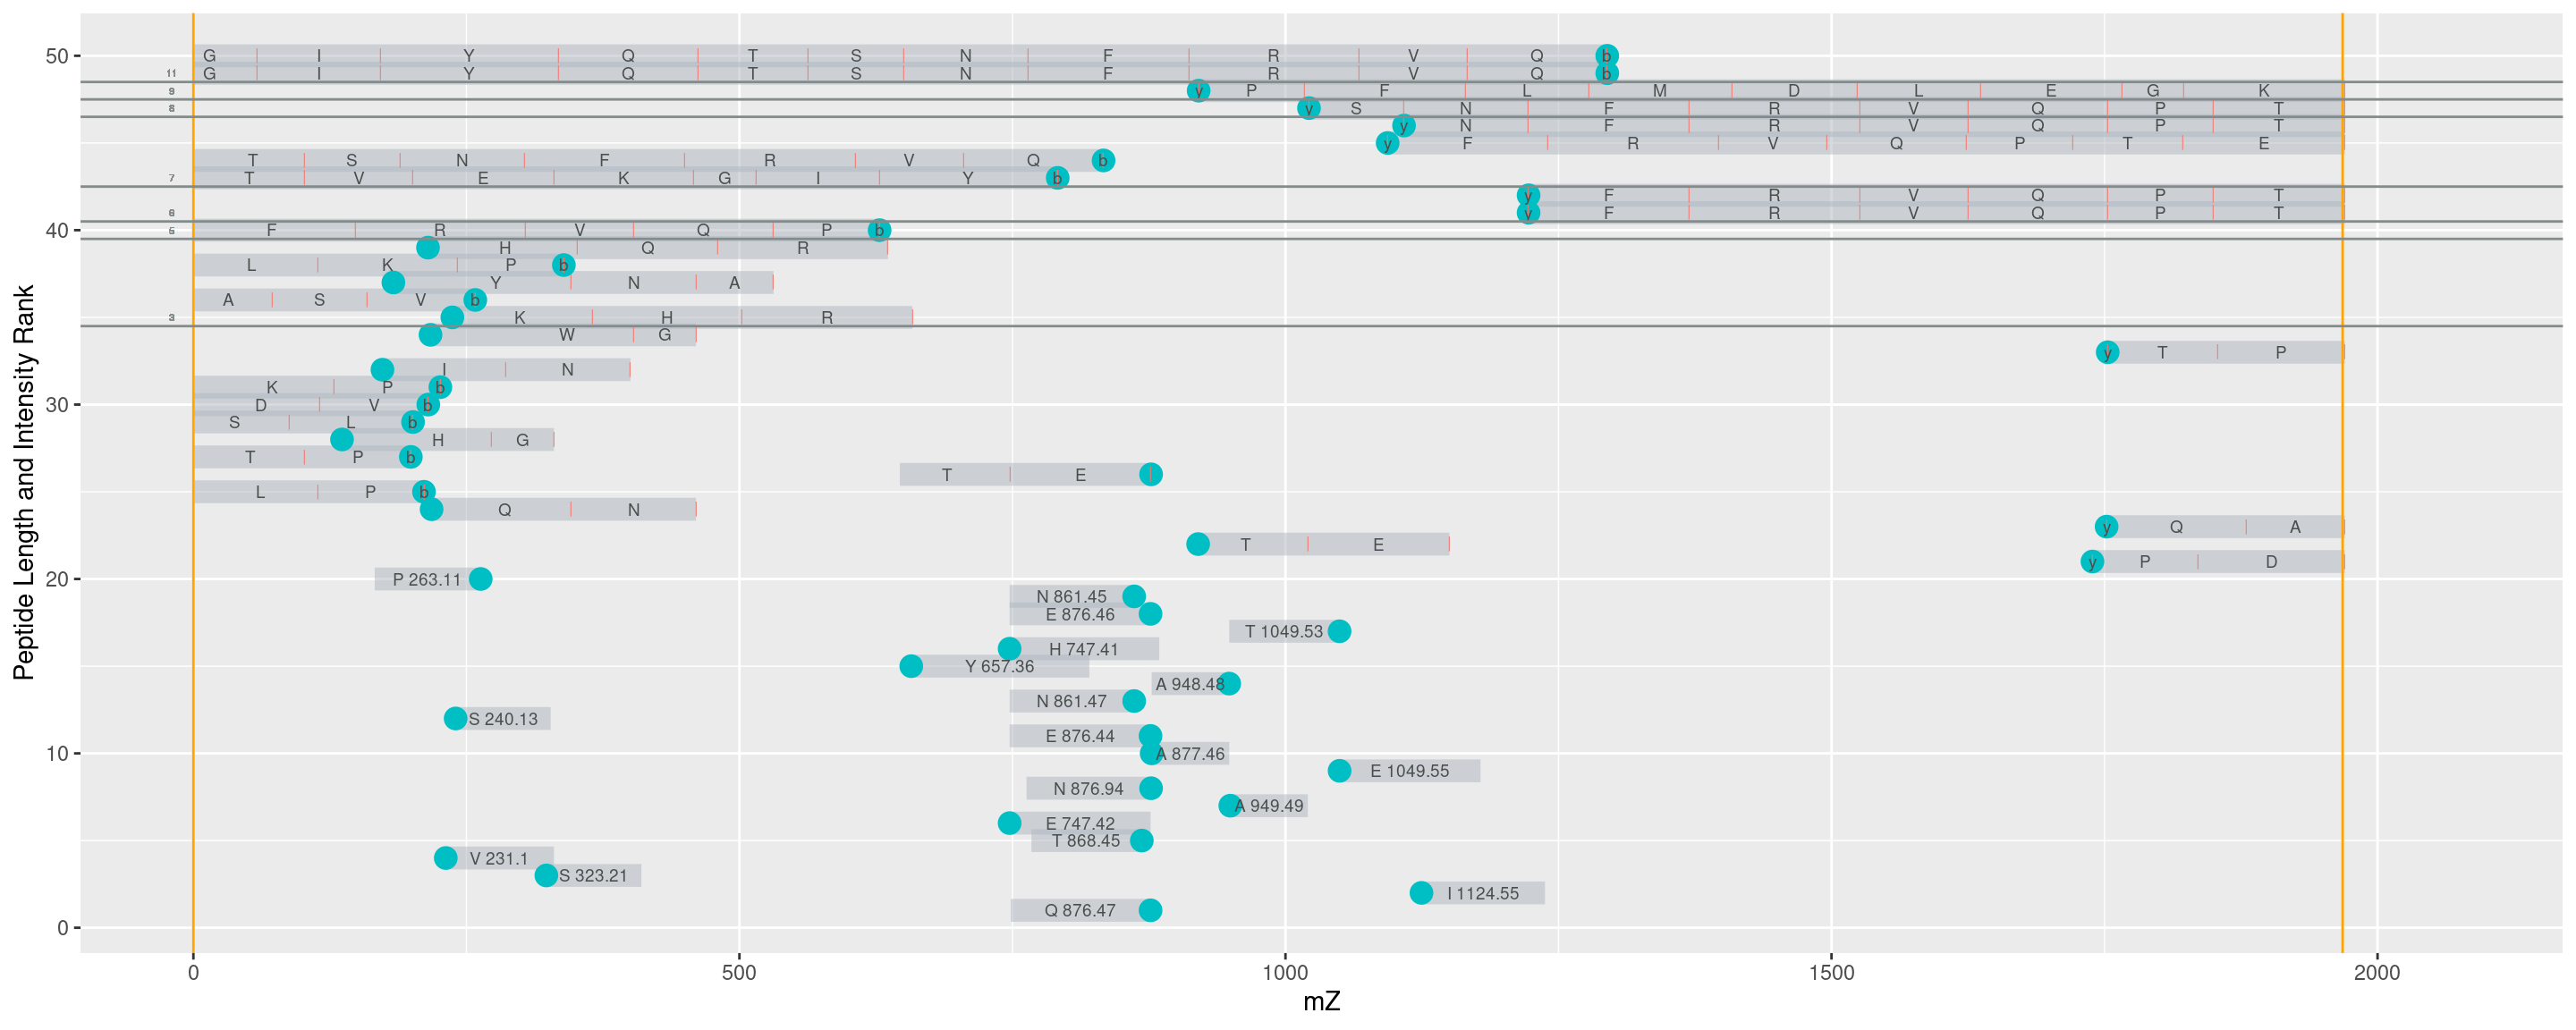 50 G I Y Q T S N F R V Q b
11 G I Y Q T S N F R V Q b
9 y P F L M D L E G K
8 y S N F R V Q P T
y N F R V Q P T
y F R V Q P T E
T S N F R V Q b
7 T V E K G I Y b
y F R V Q P T
6 y F R V Q P T
40 5 F R V Q P b
H Q R
L K P b
Y N A
A S V b
3 K H R
W G
y T P
I N
K P b
30 D V b
S L b
H G
T P b
T E
L P b
Q N
y Q A
T E
y P D
20 P 263.11
N 861.45
E 876.46
T 1049.53
H 747.41
Y 657.36
A 948.48
N 861.47
S 240.13
E 876.44
10 A 877.46
E 1049.55
N 876.94
A 949.49
E 747.42
T 868.45
V 231.1
S 323.21
I 1124.55
Q 876.47
0
0 500 1000 1500 2000
mZ
Peptide Length and Intensity Rank